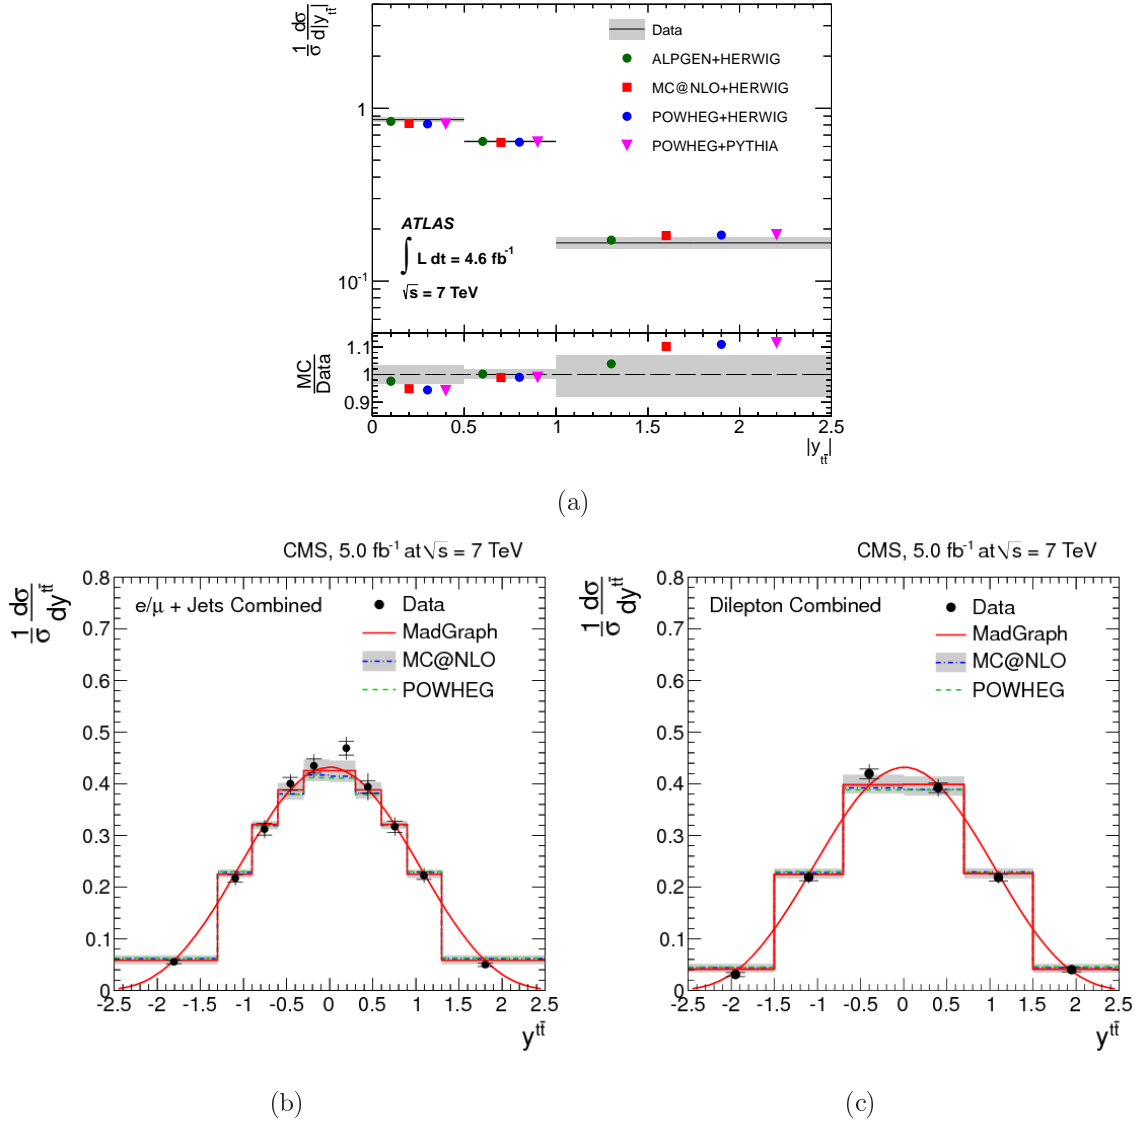 1/σ dσ/d|y_tt̄|
Data
ALPGEN+HERWIG
MC@NLO+HERWIG
POWHEG+HERWIG
POWHEG+PYTHIA
1
ATLAS
∫ L dt = 4.6 fb⁻¹
√s = 7 TeV
10⁻¹
MC/Data
1.1
1
0.9
0 0.5 1 1.5 2 2.5
|y_tt̄|
(a)
CMS, 5.0 fb⁻¹ at √s = 7 TeV
1/σ dσ/dy^tt̄
e/μ + Jets Combined
Data
MadGraph
MC@NLO
POWHEG
0.8
0.7
0.6
0.5
0.4
0.3
0.2
0.1
0
-2.5 -2 -1.5 -1 -0.5 0 0.5 1 1.5 2 2.5
y^tt̄
(b)
CMS, 5.0 fb⁻¹ at √s = 7 TeV
1/σ dσ/dy^tt̄
Dilepton Combined
Data
MadGraph
MC@NLO
POWHEG
0.8
0.7
0.6
0.5
0.4
0.3
0.2
0.1
0
-2.5 -2 -1.5 -1 -0.5 0 0.5 1 1.5 2 2.5
y^tt̄
(c)